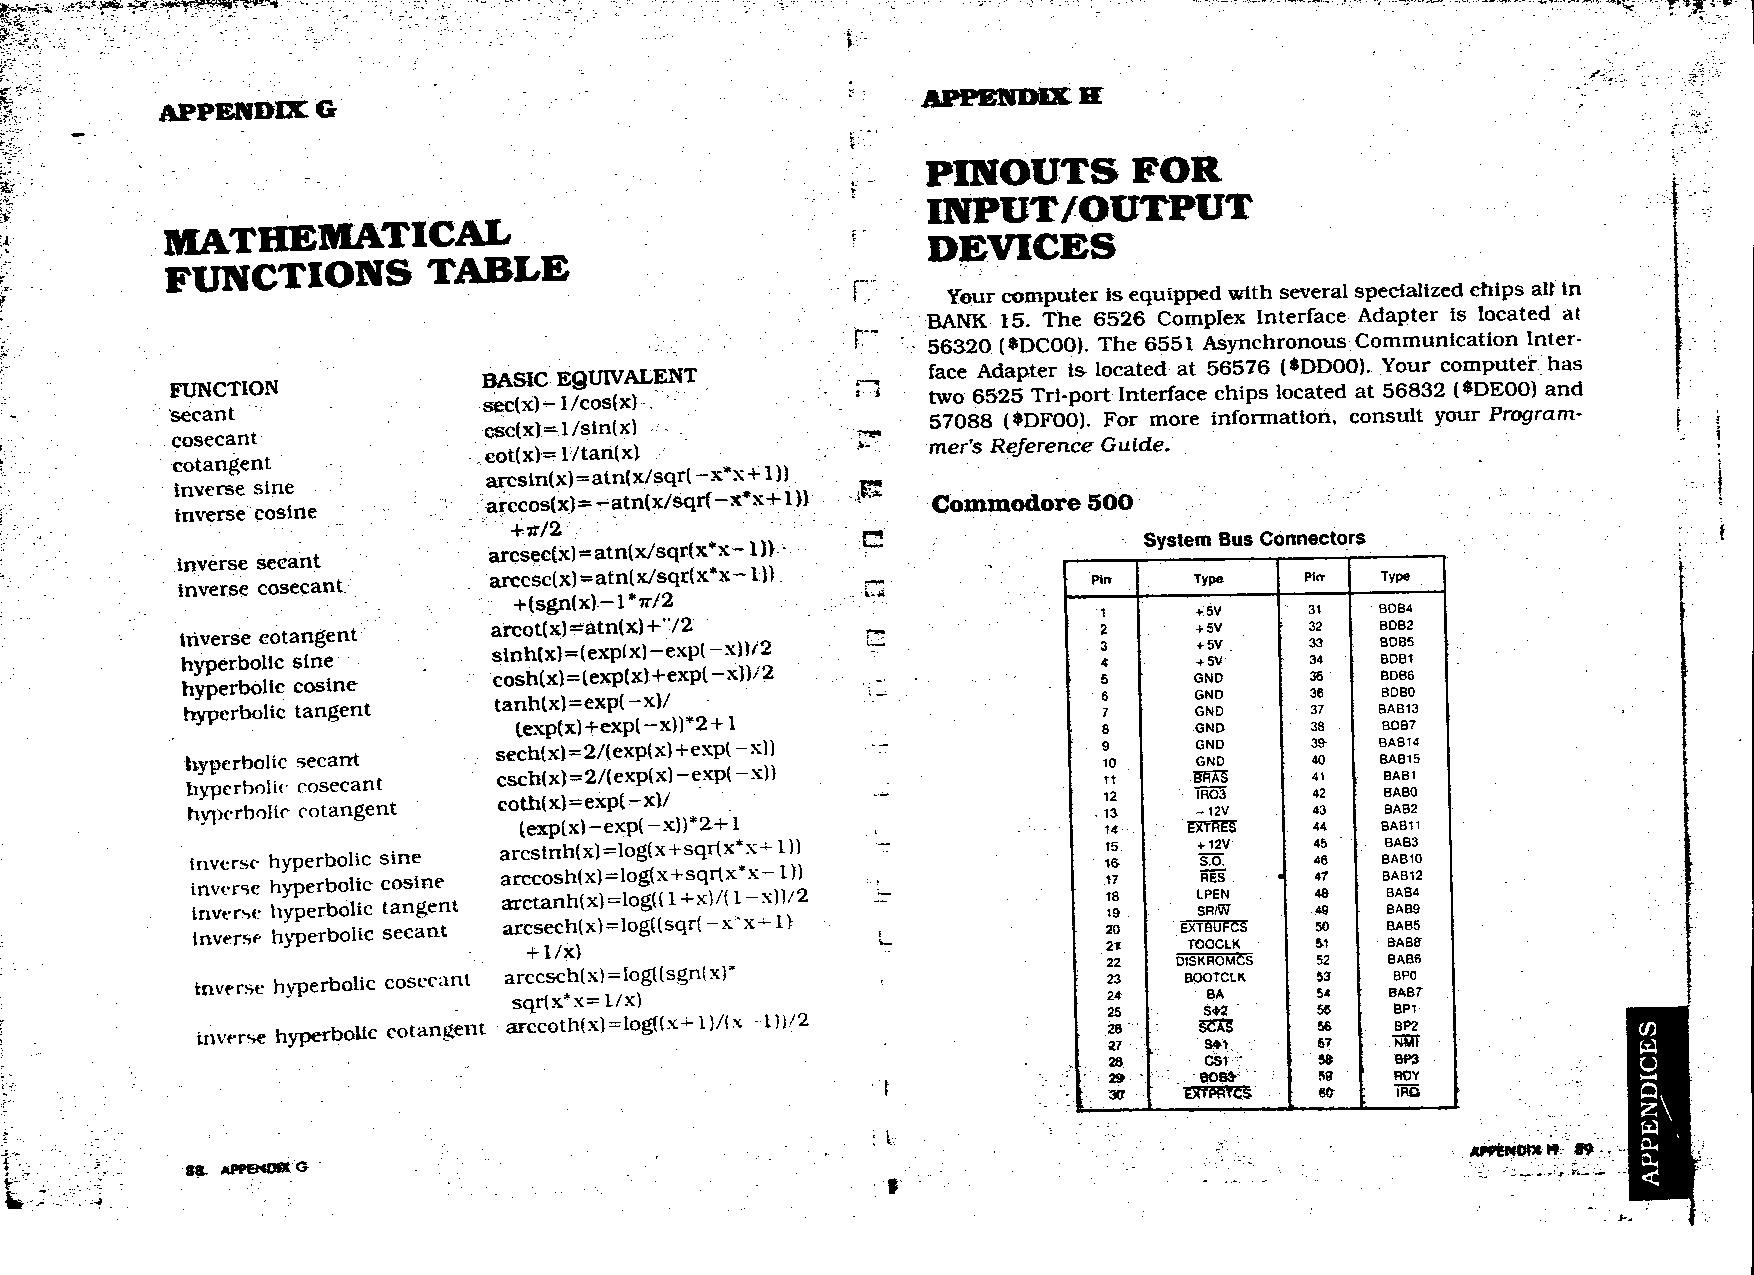 APPENDIX G
MATHEMATICAL
FUNCTIONS TABLE
FUNCTION BASIC EQUIVALENT
secant sec(x)=1/cos(x)
cosecant csc(x)=1/sin(x)
cotangent cot(x)=1/tan(x)
inverse sine arcsin(x)=atn(x/sqr(-x*x+1))
inverse cosine arccos(x)=-atn(x/sqr(-x*x+1))
+π/2
inverse secant arcsec(x)=atn(x/sqr(x*x-1))
inverse cosecant arccsc(x)=atn(x/sqr(x*x-1))
+(sgn(x)-1*π/2
inverse cotangent arcot(x)=atn(x)+"/2
hyperbolic sine sinh(x)=(exp(x)-exp(-x))/2
hyperbolic cosine cosh(x)=(exp(x)+exp(-x))/2
hyperbolic tangent tanh(x)=exp(-x)/
(exp(x)+exp(-x))*2+1
hyperbolic secant sech(x)=2/(exp(x)+exp(-x))
hyperbolic cosecant csch(x)=2/(exp(x)-exp(-x))
hyperbolic cotangent coth(x)=exp(-x)/
(exp(x)-exp(-x))*2+1
inverse hyperbolic sine arcsinh(x)=log(x+sqr(x*x+1))
inverse hyperbolic cosine arccosh(x)=log(x+sqr(x*x-1))
inverse hyperbolic tangent arctanh(x)=log((1+x)/(1-x))/2
inverse hyperbolic secant arcsech(x)=log((sqr(-x*x+1)
+1/x)
inverse hyperbolic cosecant arccsch(x)=log((sgn(x)*
sqr(x*x=1/x)
inverse hyperbolic cotangent arccoth(x)=log((x+1)/(x-1))/2
88 APPENDIX G
APPENDIX H
PINOUTS FOR
INPUT/OUTPUT
DEVICES
Your computer is equipped with several specialized chips all in
BANK 15. The 6526 Complex Interface Adapter is located at
56320 ($DC00). The 6551 Asynchronous Communication Inter-
face Adapter is located at 56576 ($DD00). Your computer has
two 6525 Tri-port Interface chips located at 56832 ($DE00) and
57088 ($DF00). For more information, consult your Program-
mer's Reference Guide.
Commodore 500
System Bus Connectors
Pin Type Pin Type
1 +5V 31 BDB4
2 +5V 32 BDB2
3 +5V 33 BDB5
4 +5V 34 BDB1
5 GND 35 BDB6
6 GND 36 BDB0
7 GND 37 BAB13
8 GND 38 BDB7
9 GND 39 BAB14
10 GND 40 BAB15
11 BRAS 41 BAB1
12 IRQ3 42 BAB0
13 -12V 43 BAB2
14 EXTRES 44 BAB11
15 +12V 45 BAB3
16 S.O. 46 BAB10
17 RES 47 BAB12
18 LPEN 48 BAB4
19 SR/W 49 BAB9
20 EXTBUFCS 50 BAB5
21 TODCLK 51 BAB8
22 DISKROMCS 52 BAB6
23 BOOTCLK 53 BP0
24 BA 54 BAB7
25 Sϕ2 55 BP1
26 SCAS 56 BP2
27 Sϕ1 57 NMI
28 CS1 58 BP3
29 BDB3 59 RDY
30 EXTPRTCS 60 IRQ
APPENDIX H 89
APPENDICES